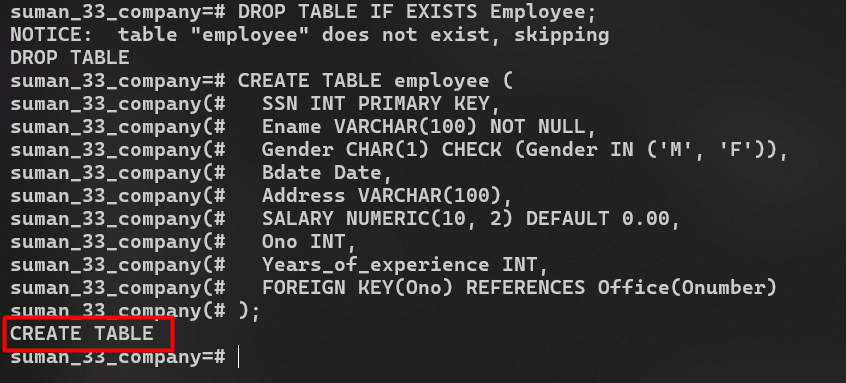 suman_33_company=# DROP TABLE IF EXISTS Employee;
NOTICE:  table "employee" does not exist, skipping
DROP TABLE
suman_33_company=# CREATE TABLE employee (
suman_33_company(#   SSN INT PRIMARY KEY,
suman_33_company(#   Ename VARCHAR(100) NOT NULL,
suman_33_company(#   Gender CHAR(1) CHECK (Gender IN ('M', 'F')),
suman_33_company(#   Bdate Date,
suman_33_company(#   Address VARCHAR(100),
suman_33_company(#   SALARY NUMERIC(10, 2) DEFAULT 0.00,
suman_33_company(#   Ono INT,
suman_33_company(#   Years_of_experience INT,
suman_33_company(#   FOREIGN KEY(Ono) REFERENCES Office(Onumber)
suman_33_company(# );
CREATE TABLE
suman_33_company=#